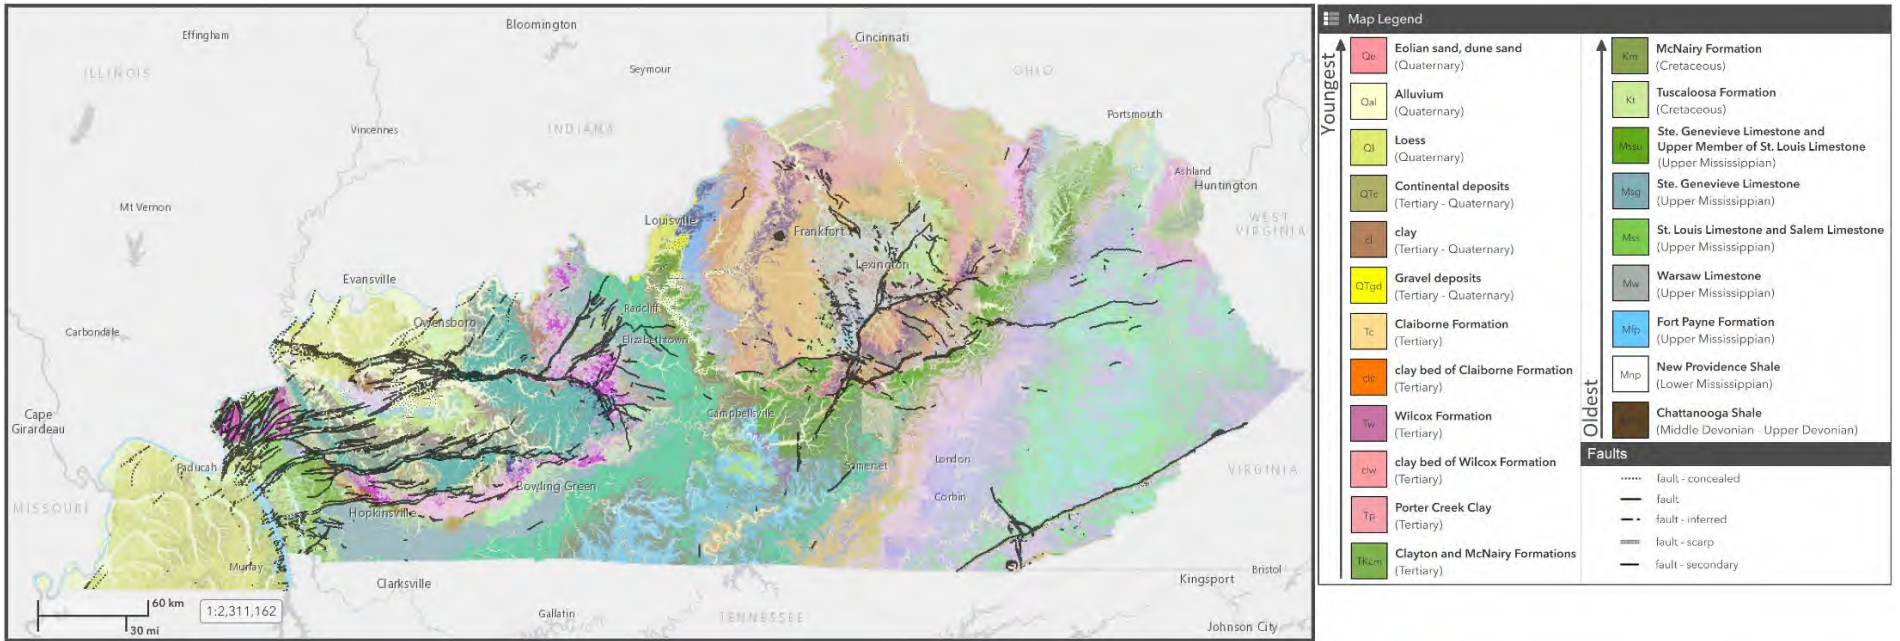 Effingham
Bloomington
Cincinnati
ILLINOIS
Seymour
OHIO
Portsmouth
Vincennes
INDIANA
Ashland
Huntington
Mt Vernon
Louisville
WEST
VIRGINIA
Frankfort
Lexington
Evansville
Owensboro
Radcliff
Carbondale
Elizabethtown
Cape
Girardeau
Campbellsville
Paducah
Somerset
London
VIRGINIA
Bowling Green
Corbin
MISSOURI
Hopkinsville
Murray
Clarksville
Kingsport
Bristol
60 km
1:2,311,162
30 mi
Gallatin
TENNESSEE
Johnson City
Map Legend
Youngest
Qe
Eolian sand, dune sand
(Quaternary)
Qal
Alluvium
(Quaternary)
Ql
Loess
(Quaternary)
QTc
Continental deposits
(Tertiary - Quaternary)
cl
clay
(Tertiary - Quaternary)
QTgd
Gravel deposits
(Tertiary - Quaternary)
Tc
Claiborne Formation
(Tertiary)
clc
clay bed of Claiborne Formation
(Tertiary)
Tw
Wilcox Formation
(Tertiary)
clw
clay bed of Wilcox Formation
(Tertiary)
Tp
Porter Creek Clay
(Tertiary)
TKcm
Clayton and McNairy Formations
(Tertiary)
Oldest
Km
McNairy Formation
(Cretaceous)
Kt
Tuscaloosa Formation
(Cretaceous)
Mssu
Ste. Genevieve Limestone and
Upper Member of St. Louis Limestone
(Upper Mississippian)
Msg
Ste. Genevieve Limestone
(Upper Mississippian)
Mss
St. Louis Limestone and Salem Limestone
(Upper Mississippian)
Mw
Warsaw Limestone
(Upper Mississippian)
Mfp
Fort Payne Formation
(Upper Mississippian)
Mnp
New Providence Shale
(Lower Mississippian)
Chattanooga Shale
(Middle Devonian - Upper Devonian)
Faults
fault - concealed
fault
fault - inferred
fault - scarp
fault - secondary